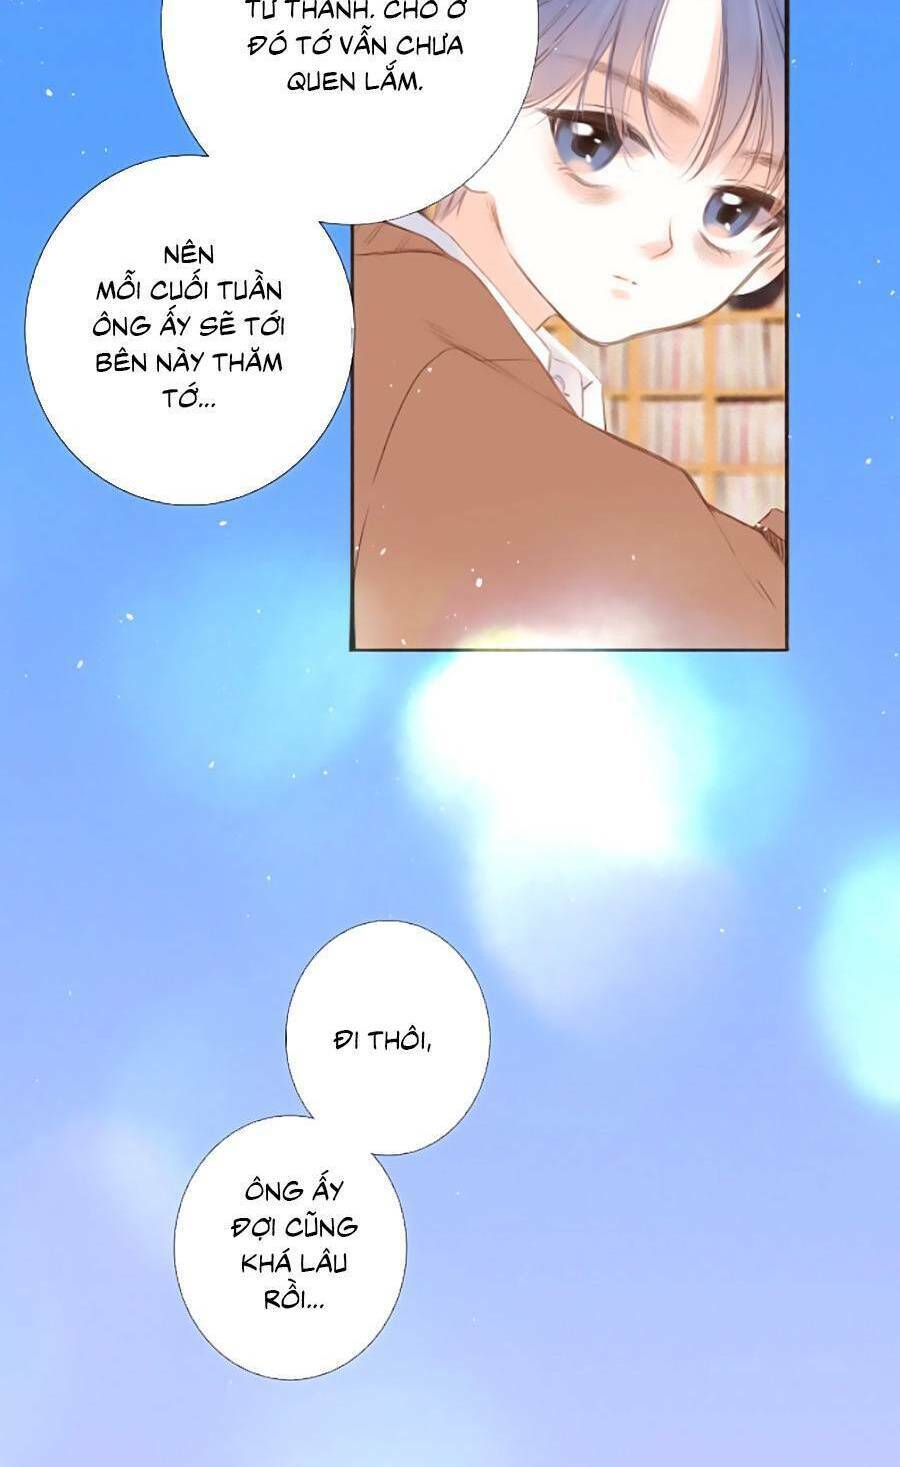 TỨ THÀNH. CHỖ Ở
ĐÓ TỚ VẪN CHƯA
QUEN LẮM.
NÊN
MỖI CUỐI TUẦN
ÔNG ẤY SẼ TỚI
BÊN NÀY THĂM
TỚ...
ĐI THÔI,
ÔNG ẤY
ĐỢI CŨNG
KHÁ LÂU
RỒI...